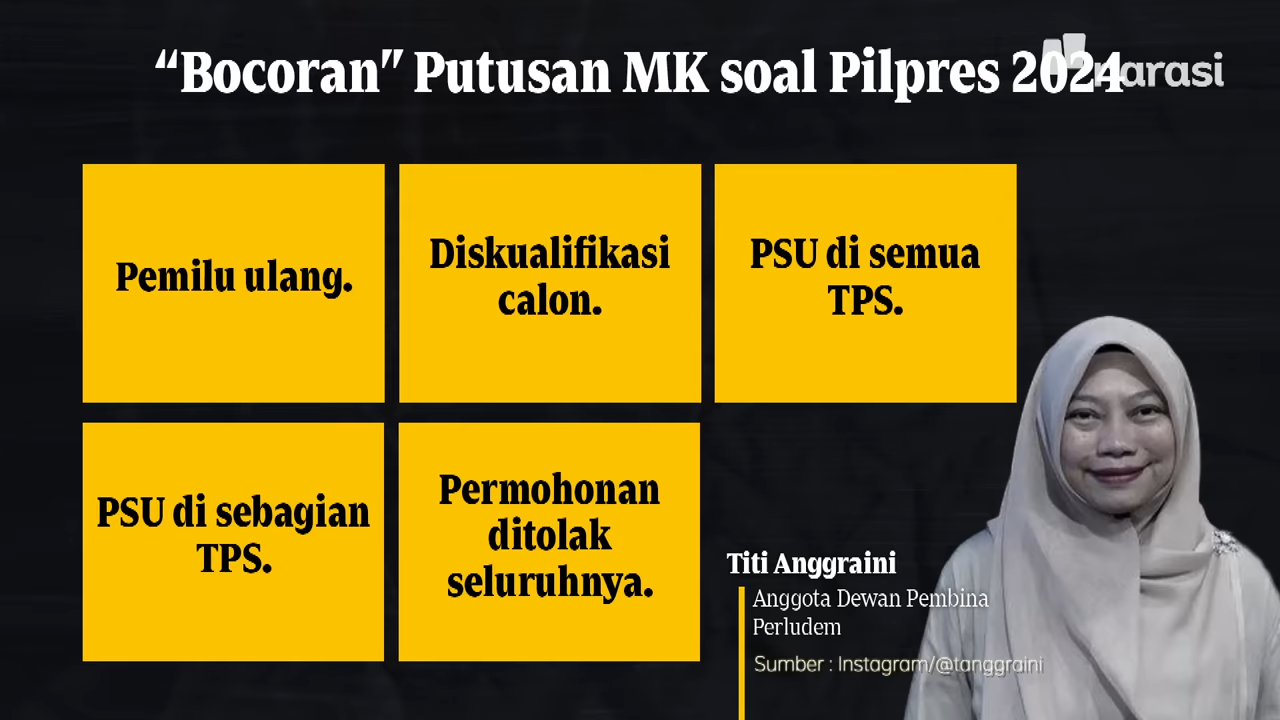 “Bocoran” Putusan MK soal Pilpres 2024
narasi
Pemilu ulang.
Diskualifikasi
calon.
PSU di semua
TPS.
PSU di sebagian
TPS.
Permohonan
ditolak
seluruhnya.
Titi Anggraini
Anggota Dewan Pembina
Perludem
Sumber : Instagram/@tanggraini